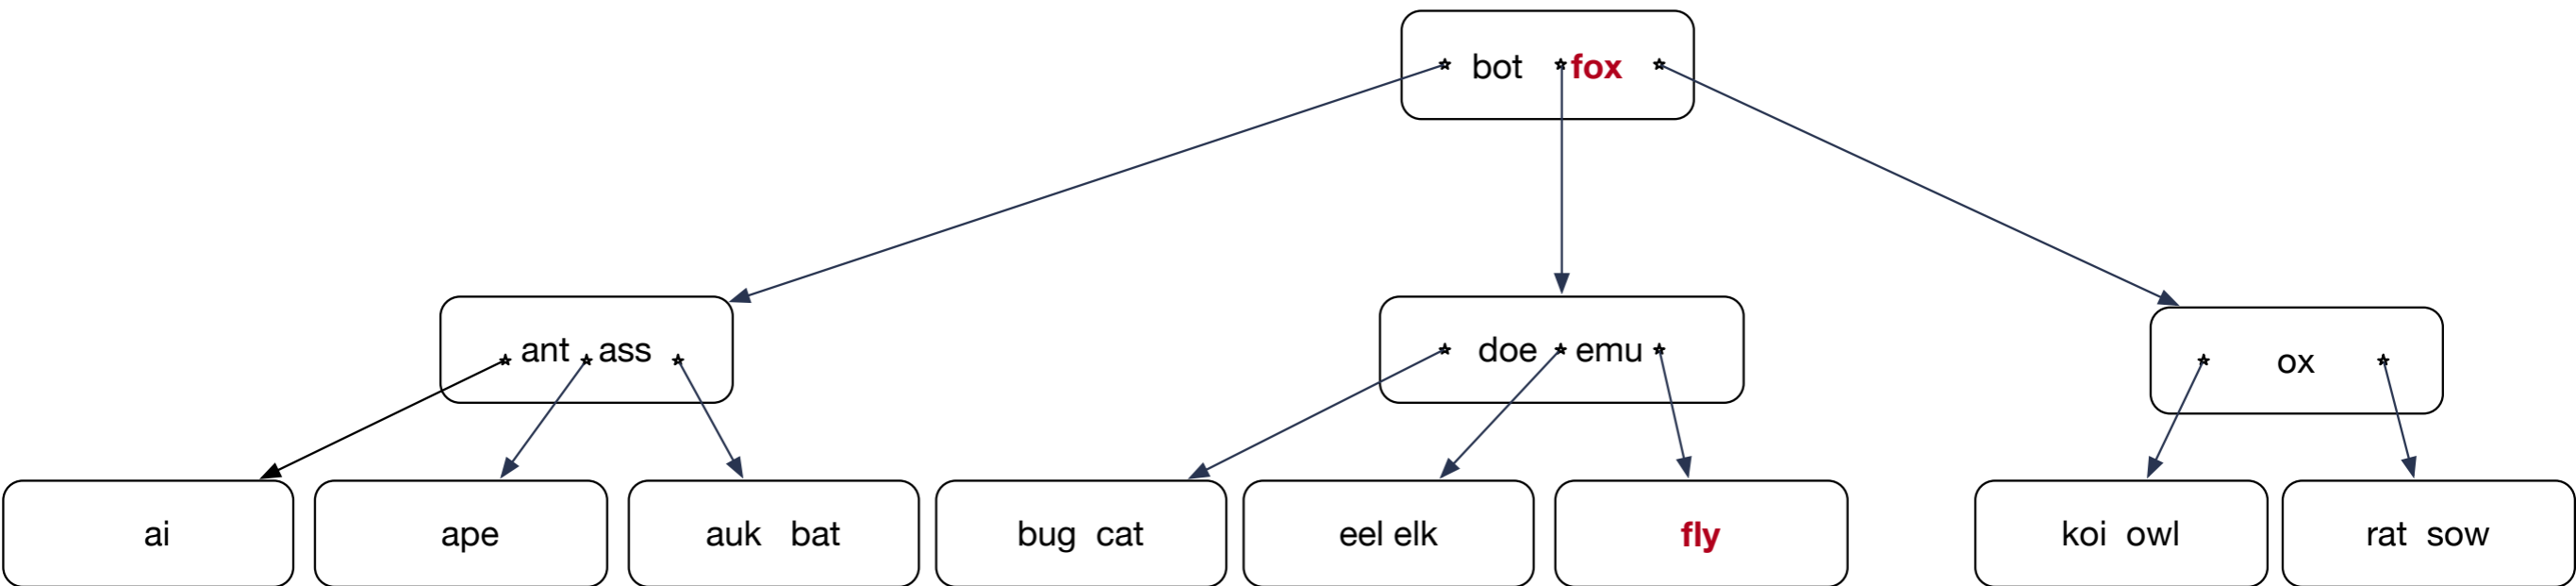 bot fox
ant ass doe emu ox
ai ape auk bat bug cat eel elk fly koi owl rat sow